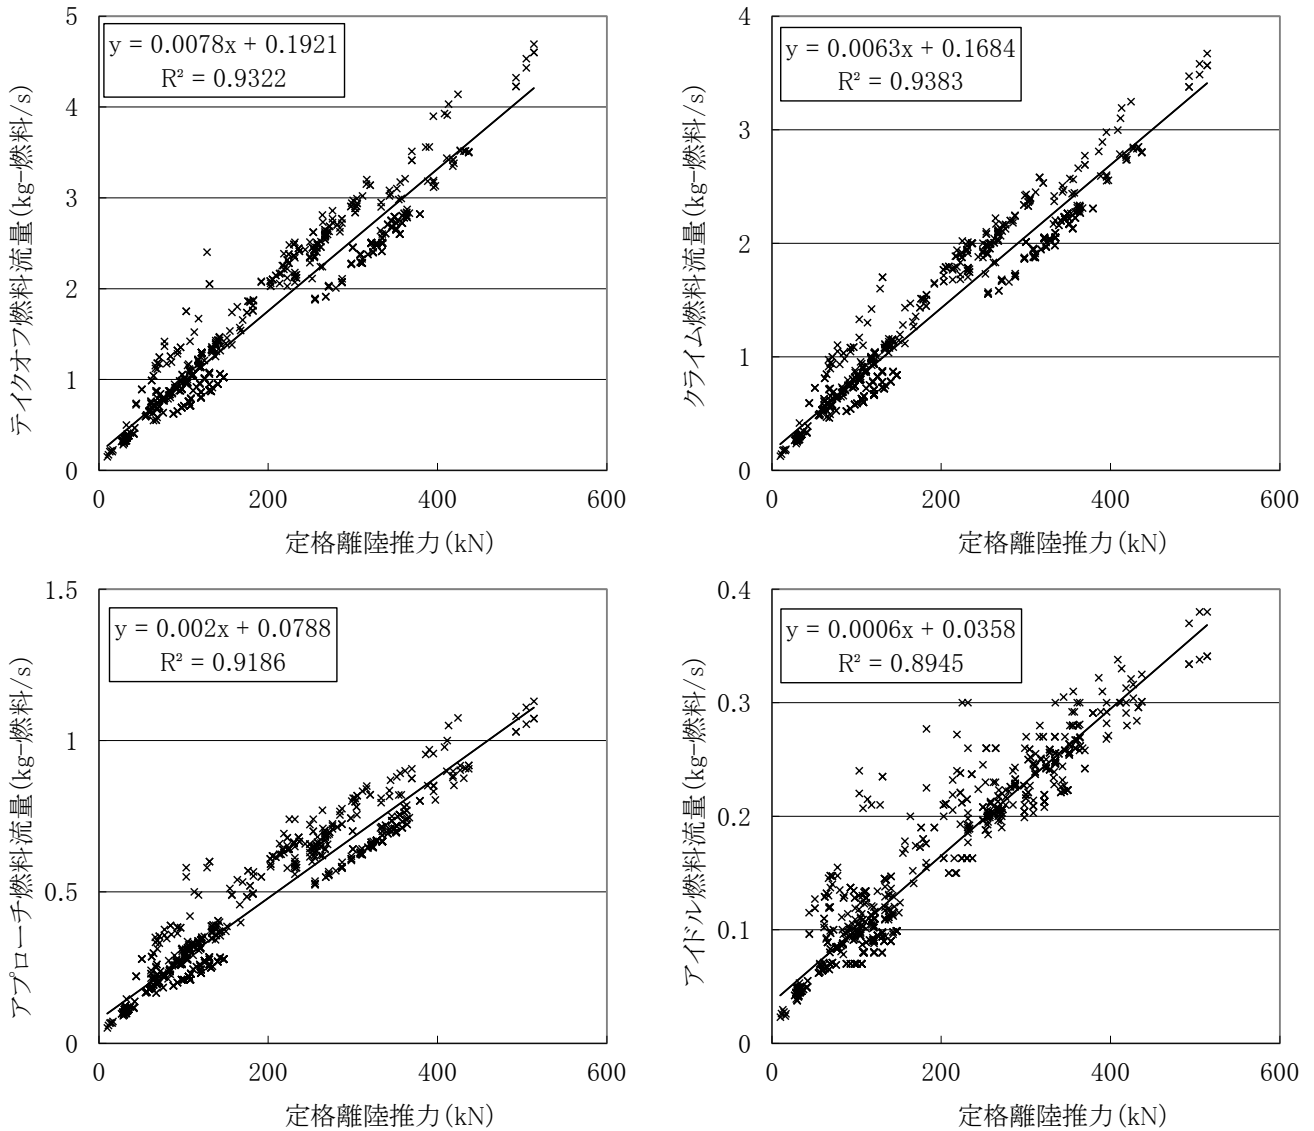 テイクオフ燃料流量(kg-燃料/s)
5
4
3
2
1
0
y = 0.0078x + 0.1921
R² = 0.9322
0 200 400 600
定格離陸推力(kN)
クライム燃料流量(kg-燃料/s)
4
3
2
1
0
y = 0.0063x + 0.1684
R² = 0.9383
0 200 400 600
定格離陸推力(kN)
アプローチ燃料流量(kg-燃料/s)
1.5
1
0.5
0
y = 0.002x + 0.0788
R² = 0.9186
0 200 400 600
定格離陸推力(kN)
アイドル燃料流量(kg-燃料/s)
0.4
0.3
0.2
0.1
0
y = 0.0006x + 0.0358
R² = 0.8945
0 200 400 600
定格離陸推力(kN)